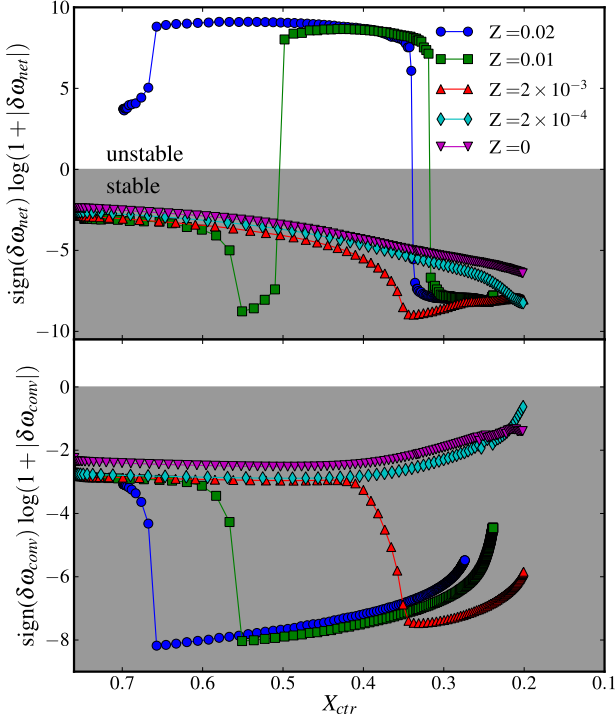 10
5
0
−5
−10
sign(δω_net) log(1 + |δω_net|)
unstable
stable
Z = 0.02
Z = 0.01
Z = 2 × 10⁻³
Z = 2 × 10⁻⁴
Z = 0
0
−2
−4
−6
−8
sign(δω_conv) log(1 + |δω_conv|)
0.7 0.6 0.5 0.4 0.3 0.2 0.1
X_ctr